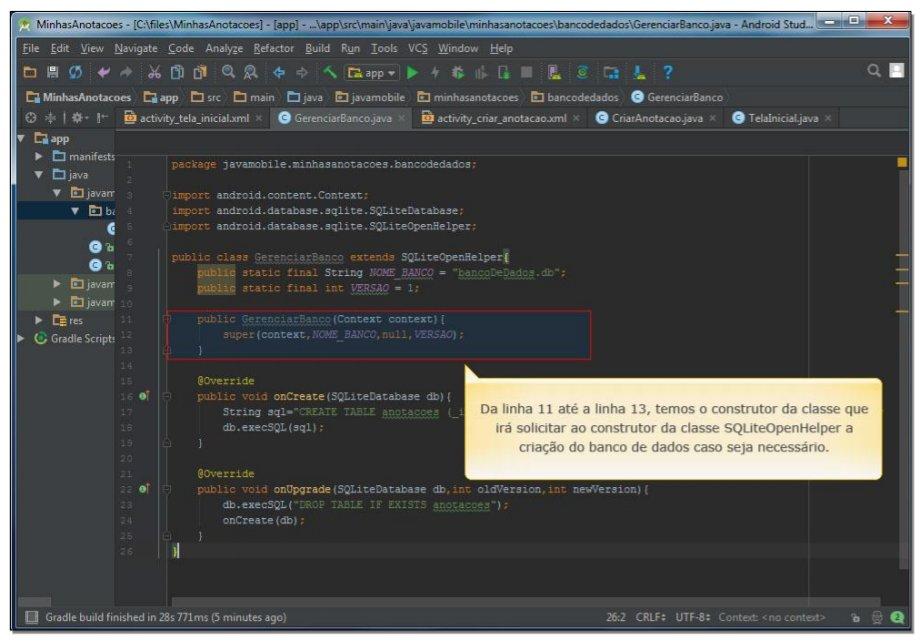 MinhasAnotacoes - [C:\files\MinhasAnotacoes] - [app] - ...\app\src\main\java\javamobile\minhasanotacoes\bancodedados\GerenciarBanco.java - Android Stud...
File Edit View Navigate Code Analyze Refactor Build Run Tools VCS Window Help
app
MinhasAnotacoes app src main java javamobile minhasanotacoes bancodedados GerenciarBanco
activity_tela_inicial.xml GerenciarBanco.java activity_criar_anotacao.xml CriarAnotacao.java TelaInicial.java
app
manifests
java
javam
ba
javam
javam
res
Gradle Scripts
1 package javamobile.minhasanotacoes.bancodedados;
2
3 import android.content.Context;
4 import android.database.sqlite.SQLiteDatabase;
5 import android.database.sqlite.SQLiteOpenHelper;
6
7 public class GerenciarBanco extends SQLiteOpenHelper{
8 public static final String NOME_BANCO = "bancoDeDados.db";
9 public static final int VERSAO = 1;
10
11 public GerenciarBanco(Context context){
12 super(context,NOME_BANCO,null,VERSAO);
13 }
14
15 @Override
16 public void onCreate(SQLiteDatabase db){
17 String sql="CREATE TABLE anotacoes (_i
18 db.execSQL(sql);
19 }
20
21 @Override
22 public void onUpgrade(SQLiteDatabase db,int oldVersion,int newVersion){
23 db.execSQL("DROP TABLE IF EXISTS anotacoes");
24 onCreate(db);
25 }
26 }
Da linha 11 até a linha 13, temos o construtor da classe que
irá solicitar ao construtor da classe SQLiteOpenHelper a
criação do banco de dados caso seja necessário.
Gradle build finished in 28s 771ms (5 minutes ago)
26:2 CRLF÷ UTF-8÷ Context: <no context>
2